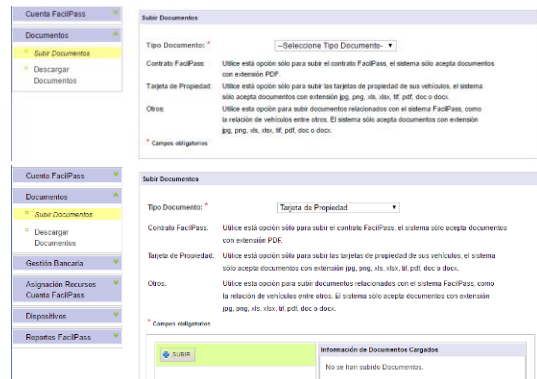 Cuenta FacilPass
Documentos
Subir Documentos
Descargar
Documentos
Subir Documentos
Tipo Documento: *
--Seleccione Tipo Documento-
Contrato FacilPass: Utilice está opción sólo para subir el contrato FacilPass, el sistema sólo acepta documentos
con extensión PDF.
Tarjeta de Propiedad: Utilice está opción sólo para subir las tarjetas de propiedad de sus vehículos, el sistema
sólo acepta documentos con extensión jpg, png, xls, xlsx, tif, pdf, doc o docx.
Otros: Utilice esta opción para subir documentos relacionados con el sistema FacilPass, como
la relación de vehículos entre otros. El sistema sólo acepta documentos con extensión
jpg, png, xls, xlsx, tif, pdf, doc o docx.
* Campos obligatorios
Cuenta FacilPass
Documentos
Subir Documentos
Descargar
Documentos
Gestión Bancaria
Asignación Recursos
Cuenta FacilPass
Dispositivos
Reportes FacilPass
Subir Documentos
Tipo Documento: *
Tarjeta de Propiedad
Contrato FacilPass: Utilice está opción sólo para subir el contrato FacilPass, el sistema sólo acepta documentos
con extensión PDF.
Tarjeta de Propiedad: Utilice está opción sólo para subir las tarjetas de propiedad de sus vehículos, el sistema
sólo acepta documentos con extensión jpg, png, xls, xlsx, tif, pdf, doc o docx.
Otros: Utilice esta opción para subir documentos relacionados con el sistema FacilPass, como
la relación de vehículos entre otros. El sistema sólo acepta documentos con extensión
jpg, png, xls, xlsx, tif, pdf, doc o docx.
* Campos obligatorios
SUBIR
Información de Documentos Cargados
No se han subido Documentos.